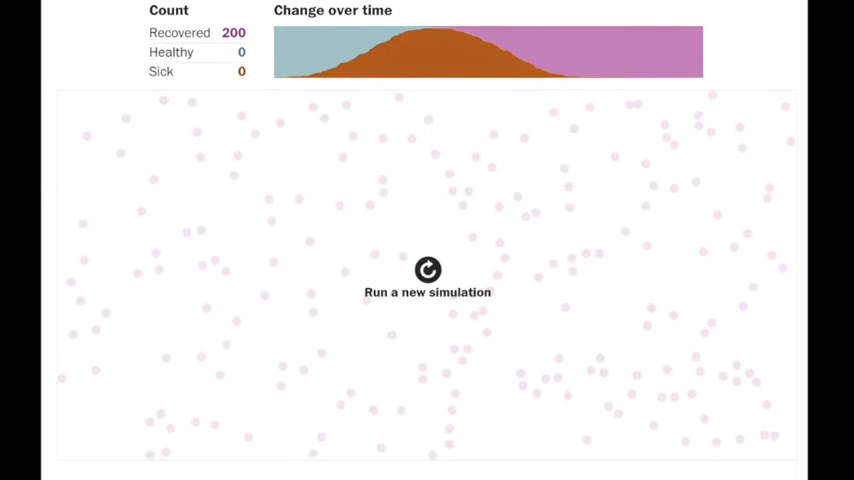 Count
Recovered 200
Healthy 0
Sick 0
Change over time
Run a new simulation